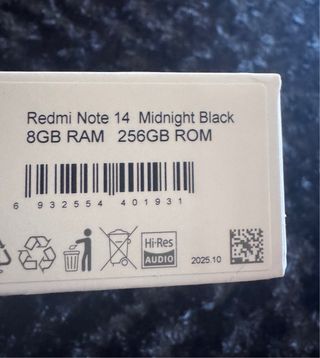 Redmi Note 14 Midnight Black
8GB RAM 256GB ROM
6 932554 401931
Hi-Res
AUDIO
2025.10